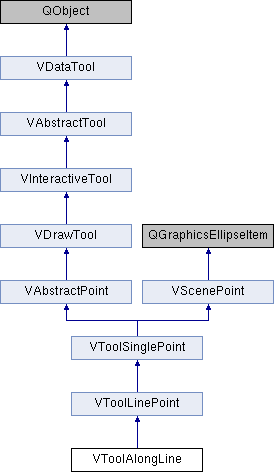 QObject
VDataTool
VAbstractTool
VInteractiveTool
VDrawTool
QGraphicsEllipseItem
VAbstractPoint
VScenePoint
VToolSinglePoint
VToolLinePoint
VToolAlongLine